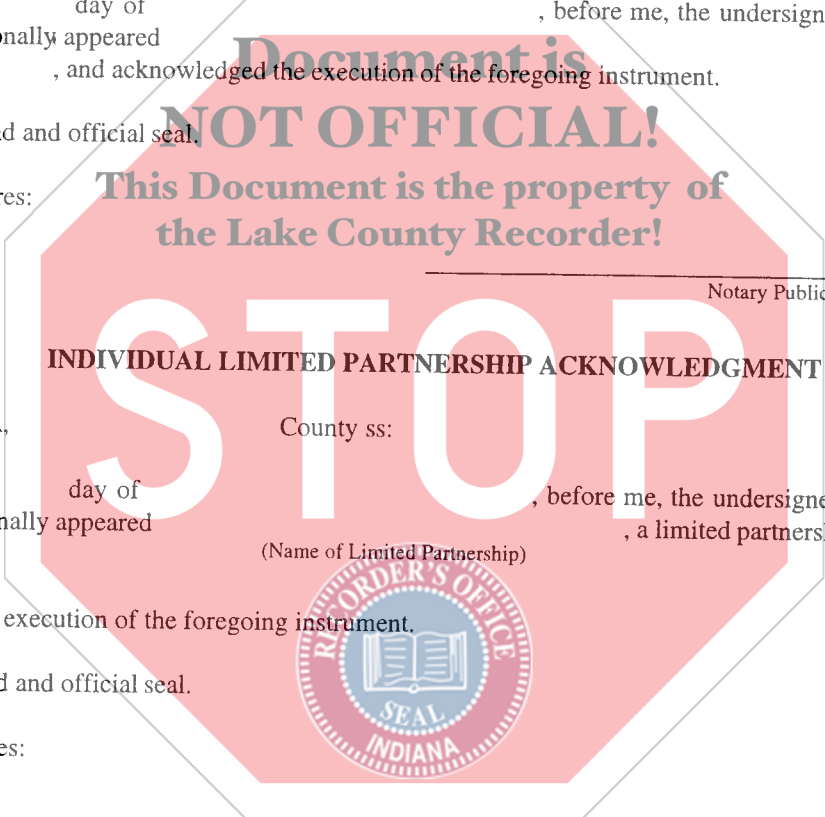 day of , before me, the undersign
onally appeared
Document is
, and acknowledged the execution of the foregoing instrument.
NOT OFFICIAL!
d and official seal.
This Document is the property of
res:
the Lake County Recorder!
Notary Public
STOP
INDIVIDUAL LIMITED PARTNERSHIP ACKNOWLEDGMENT
County ss:
day of , before me, the undersigne
nally appeared , a limited partners
(Name of Limited Partnership)
RECORDER'S OFFICE
execution of the foregoing instrument.
d and official seal.
SEAL
INDIANA
es: